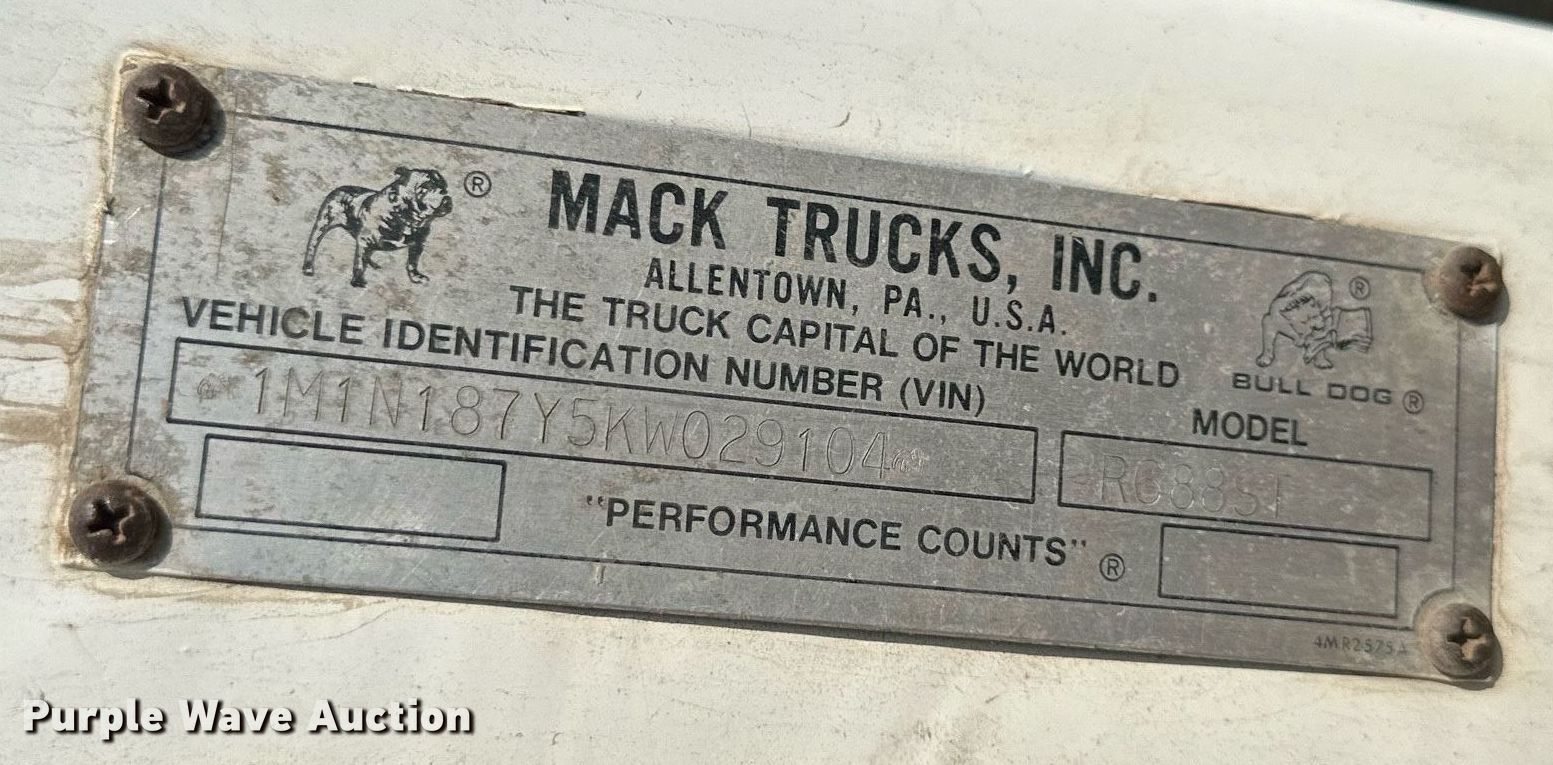 ®
MACK TRUCKS, INC.
ALLENTOWN, PA., U.S.A.
THE TRUCK CAPITAL OF THE WORLD
®
BULL DOG ®
VEHICLE IDENTIFICATION NUMBER (VIN)
MODEL
1M1N187Y5KW029104
"PERFORMANCE COUNTS" ®
4MR2575A
Purple Wave Auction